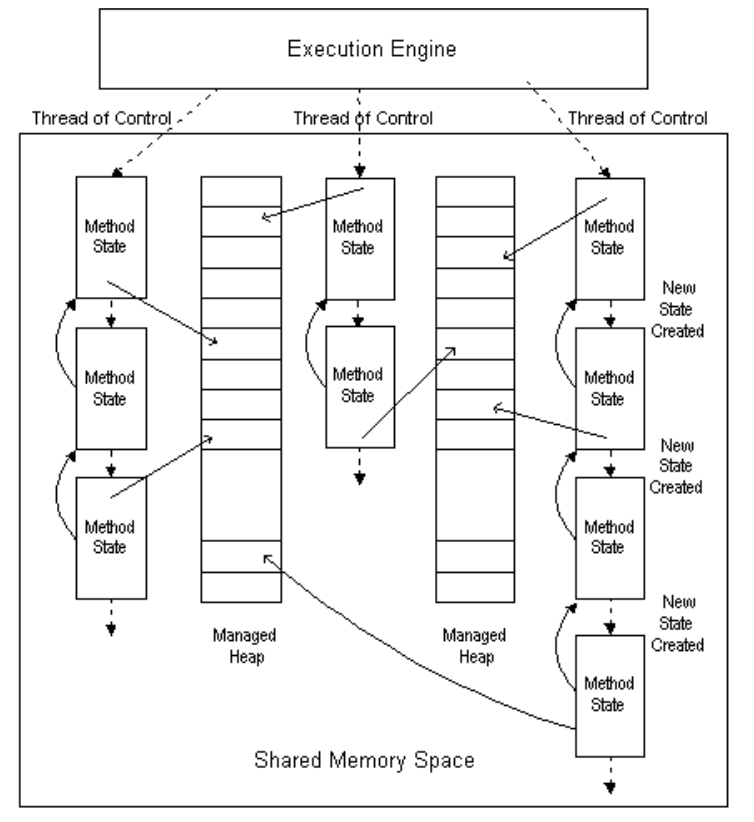 Execution Engine
Thread of Control
Thread of Control
Thread of Control
Method
State
Method
State
Method
State
New
State
Created
Method
State
Method
State
Method
State
New
State
Created
Method
State
Method
State
New
State
Created
Managed
Heap
Managed
Heap
Method
State
Shared Memory Space